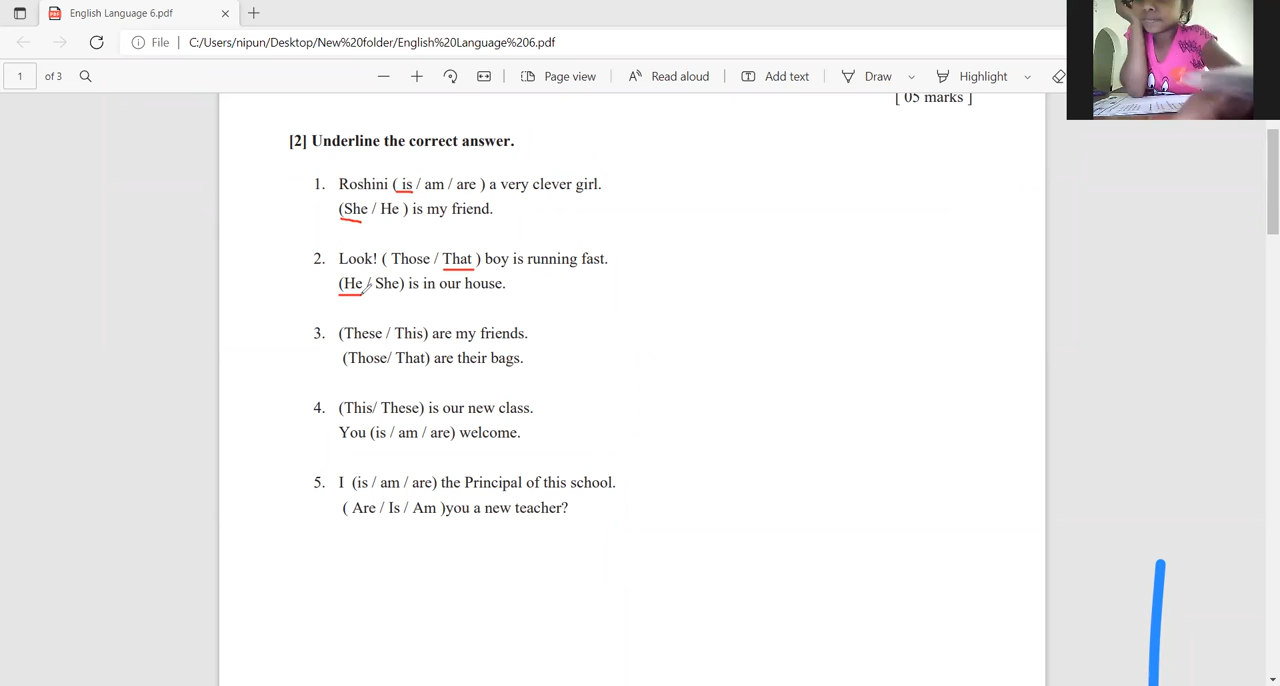 English Language 6.pdf
File | C:/Users/nipun/Desktop/New%20folder/English%20Language%206.pdf
1 of 3 Page view Read aloud Add text Draw Highlight
[ 05 marks ]
[2] Underline the correct answer.
1. Roshini ( is / am / are ) a very clever girl.
(She / He ) is my friend.
2. Look! ( Those / That ) boy is running fast.
(He / She) is in our house.
3. (These / This) are my friends.
(Those/ That) are their bags.
4. (This/ These) is our new class.
You (is / am / are) welcome.
5. I (is / am / are) the Principal of this school.
( Are / Is / Am )you a new teacher?